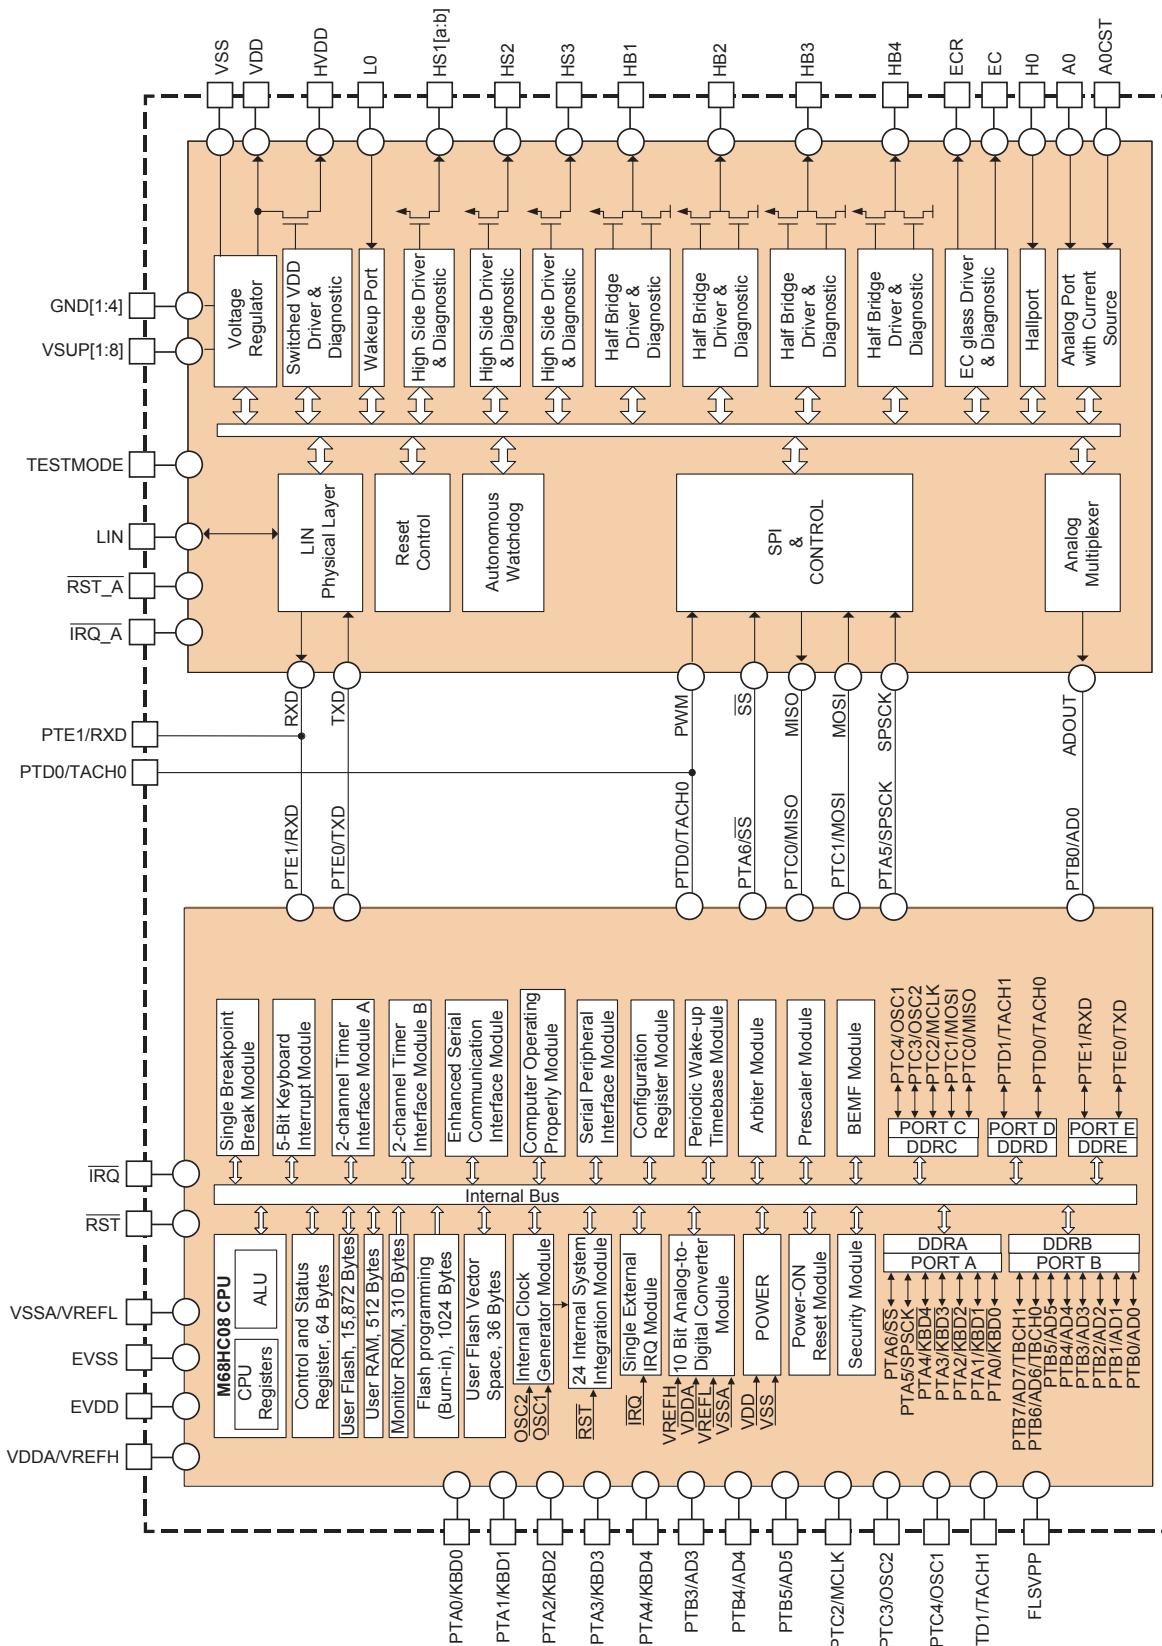 VSS
VDD
HVDD
L0
HS1[a:b]
HS2
HS3
HB1
HB2
HB3
HB4
ECR
EC
H0
A0
A0CST
GND[1:4]
VSUP[1:8]
TESTMODE
LIN
RST_A
IRQ_A
PTE1/RXD
PTD0/TACH0
Voltage
Regulator
Switched VDD
Driver &
Diagnostic
Wakeup Port
High Side Driver
& Diagnostic
High Side Driver
& Diagnostic
High Side Driver
& Diagnostic
Half Bridge
Driver &
Diagnostic
Half Bridge
Driver &
Diagnostic
Half Bridge
Driver &
Diagnostic
Half Bridge
Driver &
Diagnostic
EC glass Driver
& Diagnostic
Hallport
Analog Port
with Current
Source
LIN
Physical Layer
Reset
Control
Autonomous
Watchdog
SPI
&
CONTROL
Analog
Multiplexer
RXD
TXD
PWM
SS
MISO
MOSI
SPSCK
ADOUT
PTE1/RXD
PTE0/TXD
PTD0/TACH0
PTA6/SS
PTC0/MISO
PTC1/MOSI
PTA5/SPSCK
PTB0/AD0
Single Breakpoint
Break Module
5-Bit Keyboard
Interrupt Module
2-channel Timer
Interface Module A
2-channel Timer
Interface Module B
Enhanced Serial
Communication
Interface Module
Computer Operating
Properly Module
Serial Peripheral
Interface Module
Configuration
Register Module
Periodic Wake-up
Timebase Module
Arbiter Module
Prescaler Module
BEMF Module
PTC4/OSC1
PTC3/OSC2
PTC2/MCLK
PTC1/MOSI
PTC0/MISO
PORT C
DDRC
PTD1/TACH1
PTD0/TACH0
PORT D
DDRD
PTE1/RXD
PTE0/TXD
PORT E
DDRE
Internal Bus
IRQ
RST
VSSA/VREFL
EVSS
EVDD
VDDA/VREFH
M68HC08 CPU
CPU
Registers
ALU
Control and Status
Register, 64 Bytes
User Flash, 15,872 Bytes
User RAM, 512 Bytes
Monitor ROM, 310 Bytes
Flash programming
(Burn-in), 1024 Bytes
User Flash Vector
Space, 36 Bytes
Internal Clock
Generator Module
OSC2
OSC1
24 Internal System
Integration Module
RST
Single External
IRQ Module
IRQ
10 Bit Analog-to-
Digital Converter
Module
VREFH
VDDA
VREFL
VSSA
POWER
VDD
VSS
Power-ON
Reset Module
Security Module
DDRA
PORT A
PTA6/SS
PTA5/SPSCK
PTA4/KBD4
PTA3/KBD3
PTA2/KBD2
PTA1/KBD1
PTA0/KBD0
DDRB
PORT B
PTB7/AD7/TBCH1
PTB6/AD6/TBCH0
PTB5/AD5
PTB4/AD4
PTB3/AD3
PTB2/AD2
PTB1/AD1
PTB0/AD0
PTA0/KBD0
PTA1/KBD1
PTA2/KBD2
PTA3/KBD3
PTA4/KBD4
PTB3/AD3
PTB4/AD4
PTB5/AD5
PTC2/MCLK
PTC3/OSC2
PTC4/OSC1
TD1/TACH1
FLSVPP